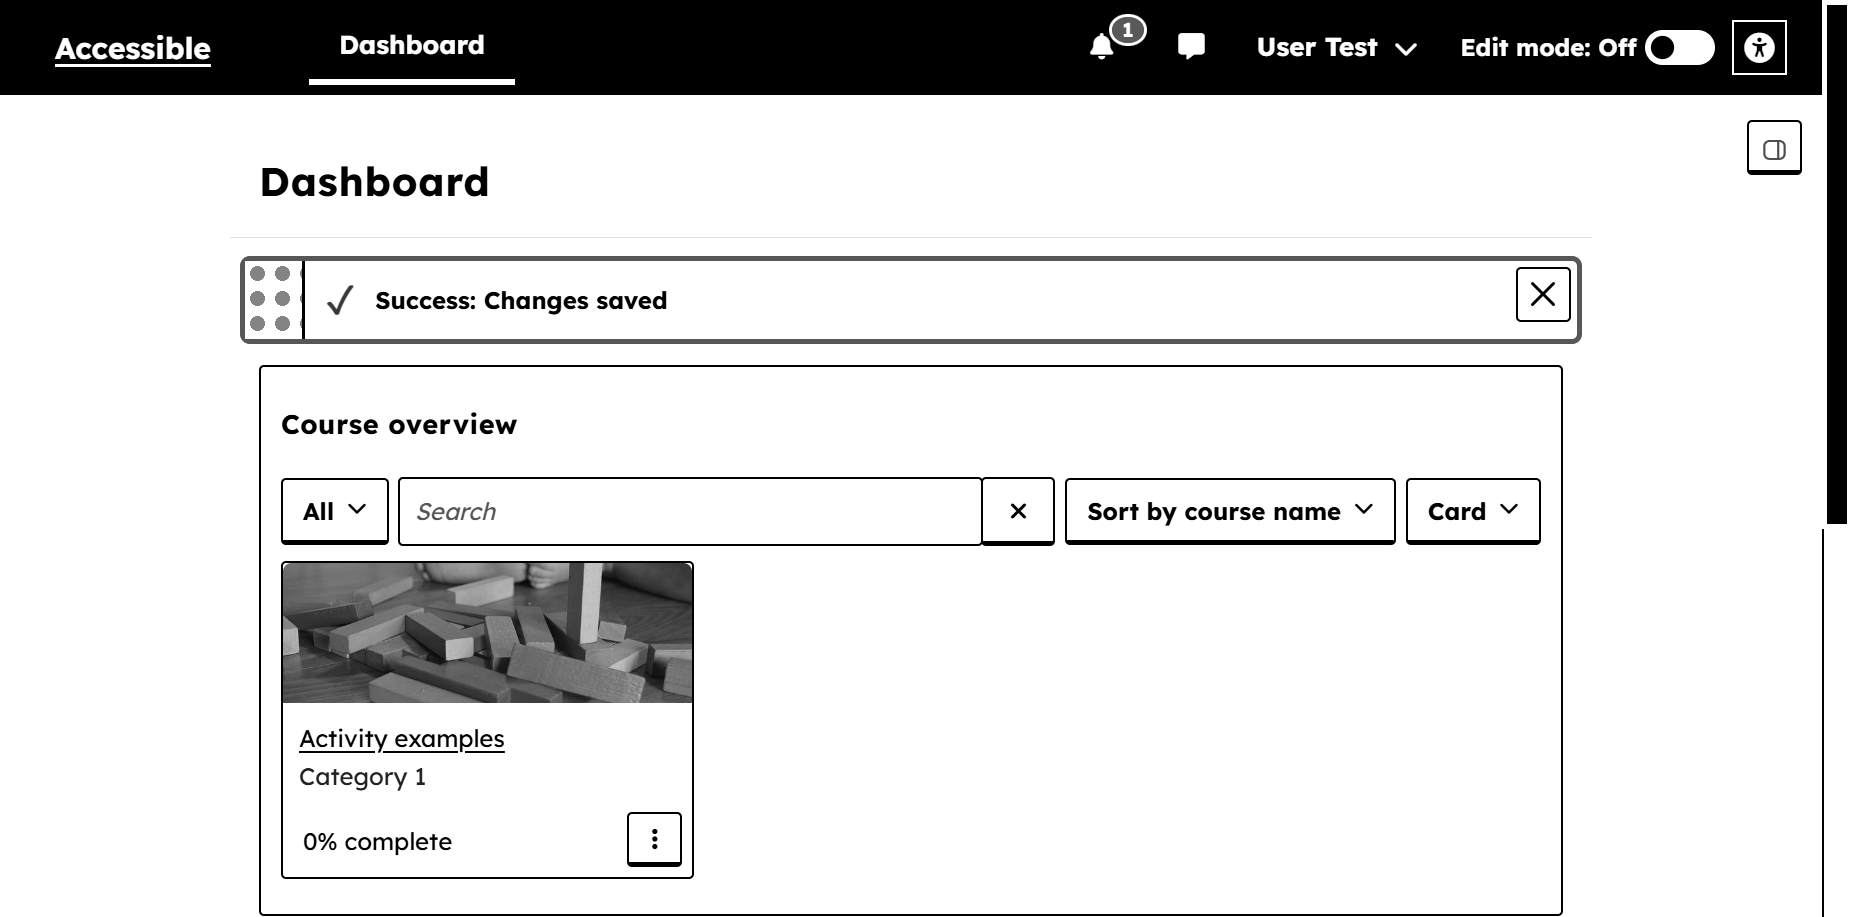 Accessible
Dashboard
1
User Test
Edit mode: Off
Dashboard
Success: Changes saved
Course overview
All
Search
Sort by course name
Card
Activity examples
Category 1
0% complete